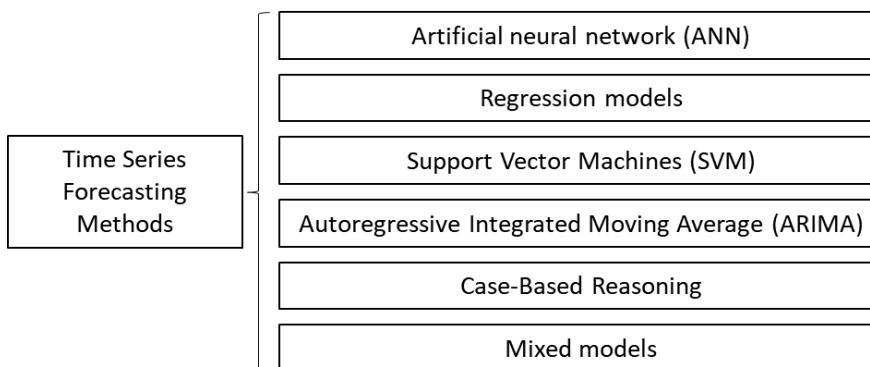 Artificial neural network (ANN)
Regression models
Time Series
Forecasting
Methods
Support Vector Machines (SVM)
Autoregressive Integrated Moving Average (ARIMA)
Case-Based Reasoning
Mixed models